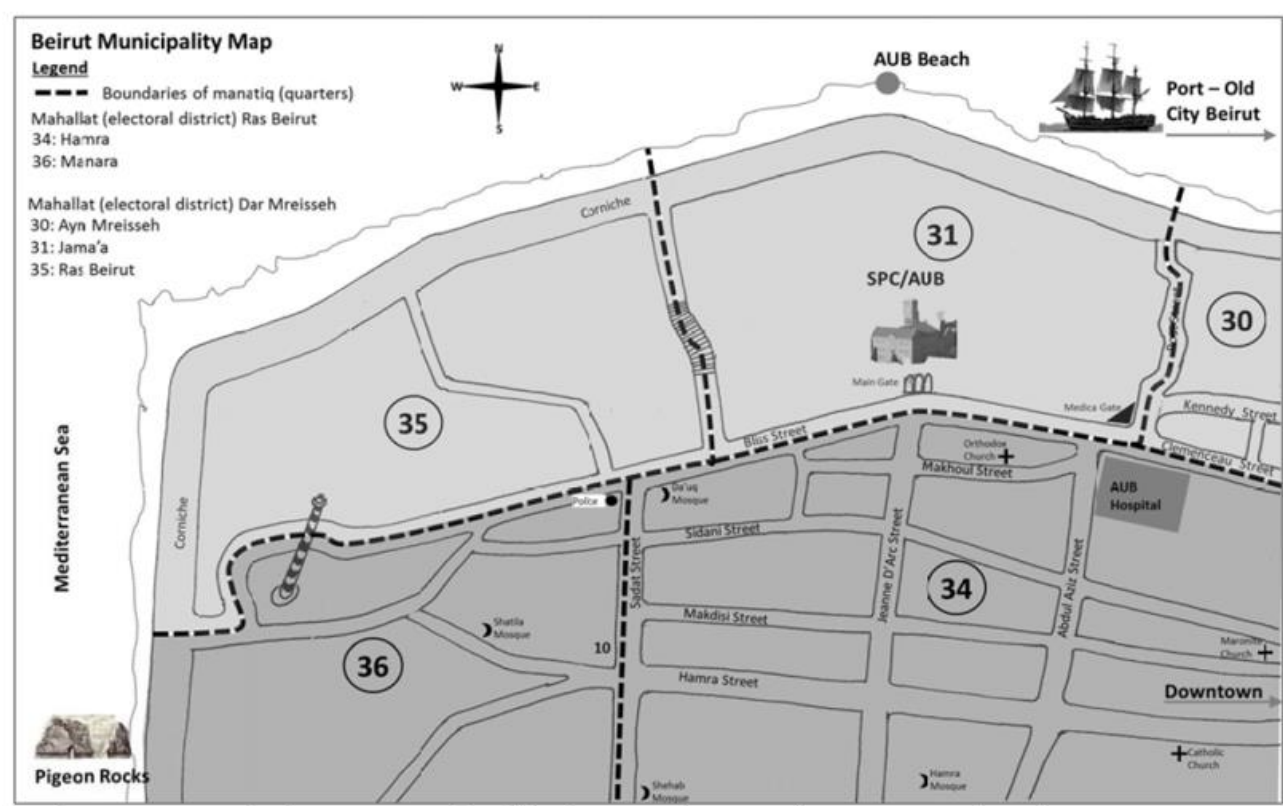 Beirut Municipality Map
Legend
Boundaries of manatiq (quarters)
Mahallat (electoral district) Ras Beirut
34: Hamra
36: Manara
Mahallat (electoral district) Dar Mreisseh
30: Ayn Mreisseh
31: Jama'a
35: Ras Beirut
N
W
E
S
AUB Beach
Port – Old
City Beirut
Corniche
31
SPC/AUB
30
Main Gate
Medica Gate
Kennedy Street
Clemenceau Street
35
Bliss Street
Orthodox
Church
Makhoul Street
AUB
Hospital
Mediterranean Sea
Corniche
Police
Da'uq
Mosque
Sidani Street
Sadat Street
Jeanne D'Arc Street
34
Abdul Aziz Street
Makdisi Street
Shatila
Mosque
10
36
Maronite
Church
Hamra Street
Downtown
Pigeon Rocks
Catholic
Church
Hamra
Mosque
Shehab
Mosque